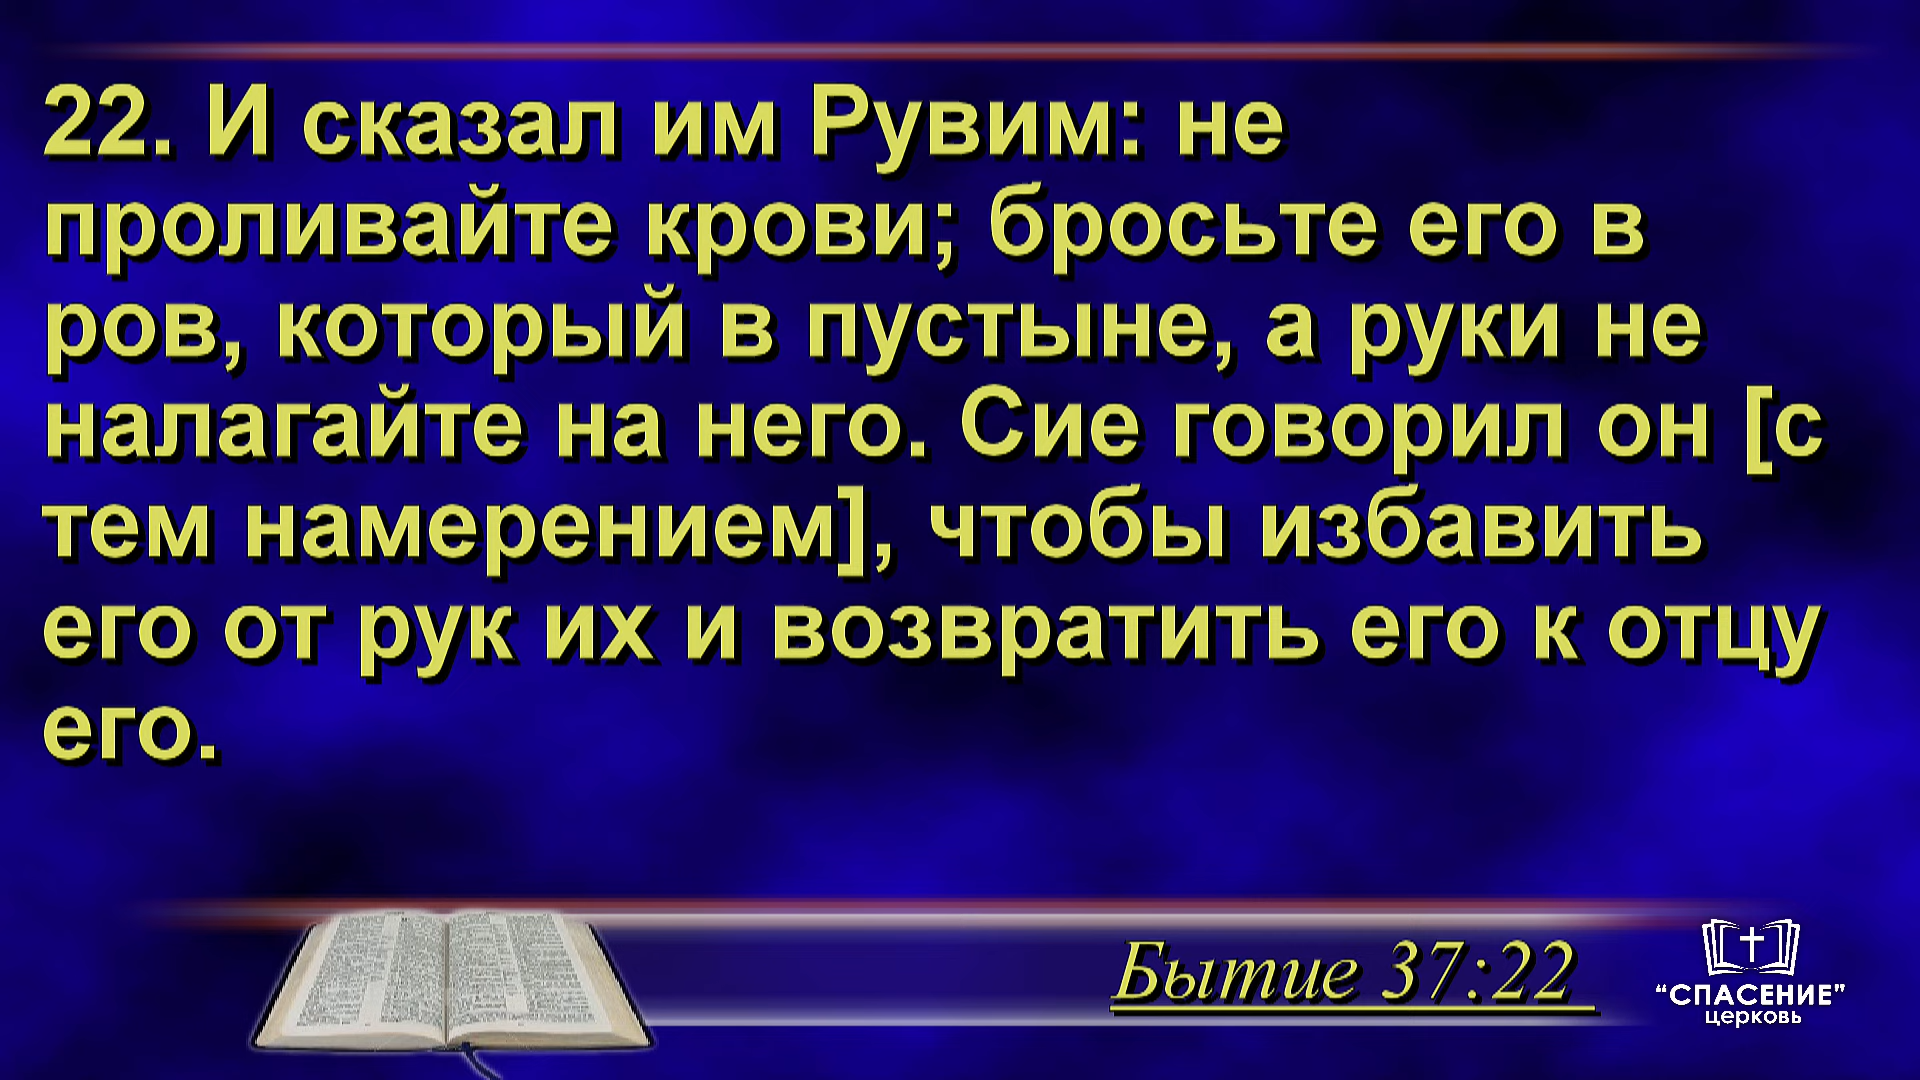 22. И сказал им Рувим: не
проливайте крови; бросьте его в
ров, который в пустыне, а руки не
налагайте на него. Сие говорил он [с
тем намерением], чтобы избавить
его от рук их и возвратить его к отцу
его.
Бытие 37:22
“СПАСЕНИЕ”
церковь